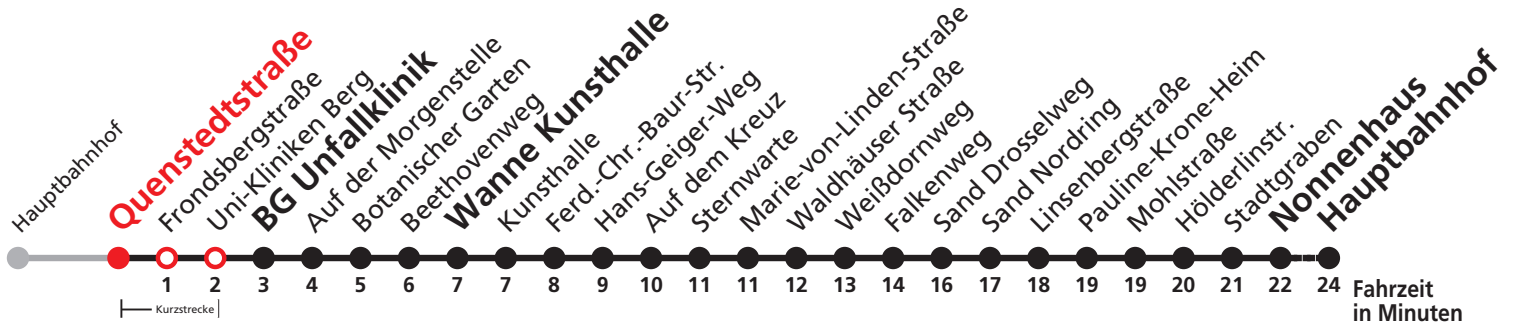 Hauptbahnhof
Quenstedtstraße
Frondsbergstraße
Uni-Kliniken Berg
BG Unfallklinik
Auf der Morgenstelle
Botanischer Garten
Beethovenweg
Wanne Kunsthalle
Kunsthalle
Ferd.-Chr.-Baur-Str.
Hans-Geiger-Weg
Auf dem Kreuz
Sternwarte
Marie-von-Linden-Straße
Waldhäuser Straße
Weißdornweg
Falkenweg
Sand Drosselweg
Sand Nordring
Linsenbergstraße
Pauline-Krone-Heim
Mohlstraße
Hölderlinstr.
Stadtgraben
Nonnenhaus
Hauptbahnhof
1 2 3 4 5 6 7 7 8 9 10 11 11 12 13 14 16 17 18 19 19 20 21 22 24
Fahrzeit
in Minuten
Kurzstrecke